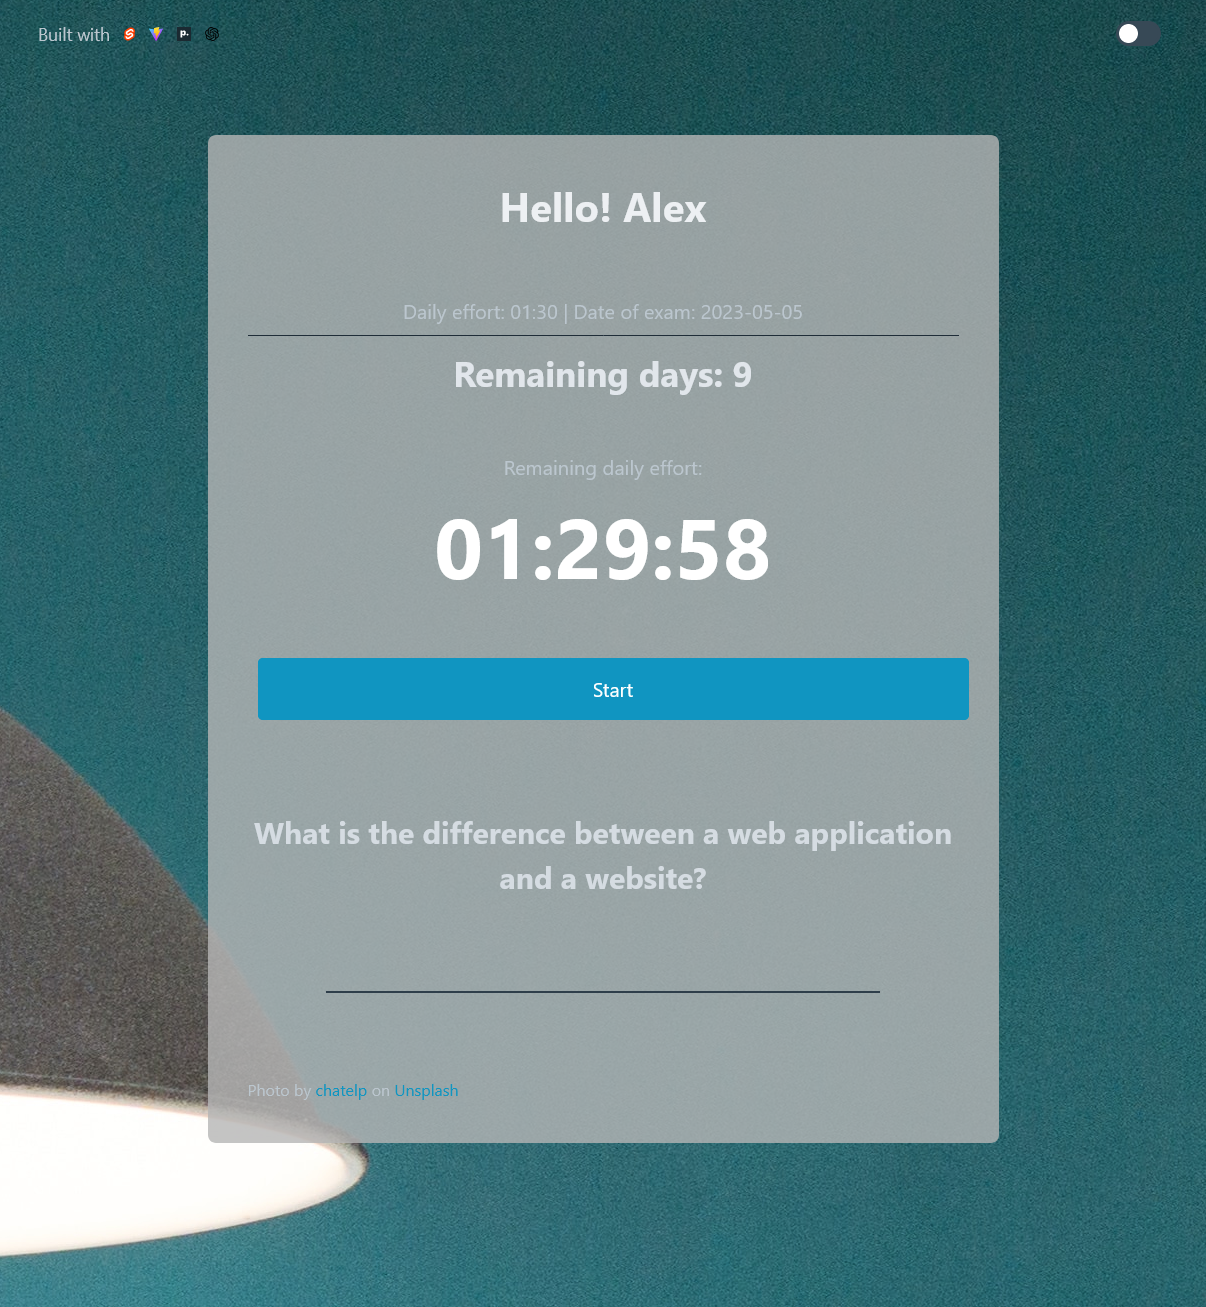 Built with
p.
Hello! Alex
Daily effort: 01:30 | Date of exam: 2023-05-05
Remaining days: 9
Remaining daily effort:
01:29:58
Start
What is the difference between a web application
and a website?
Photo by chatelp on Unsplash